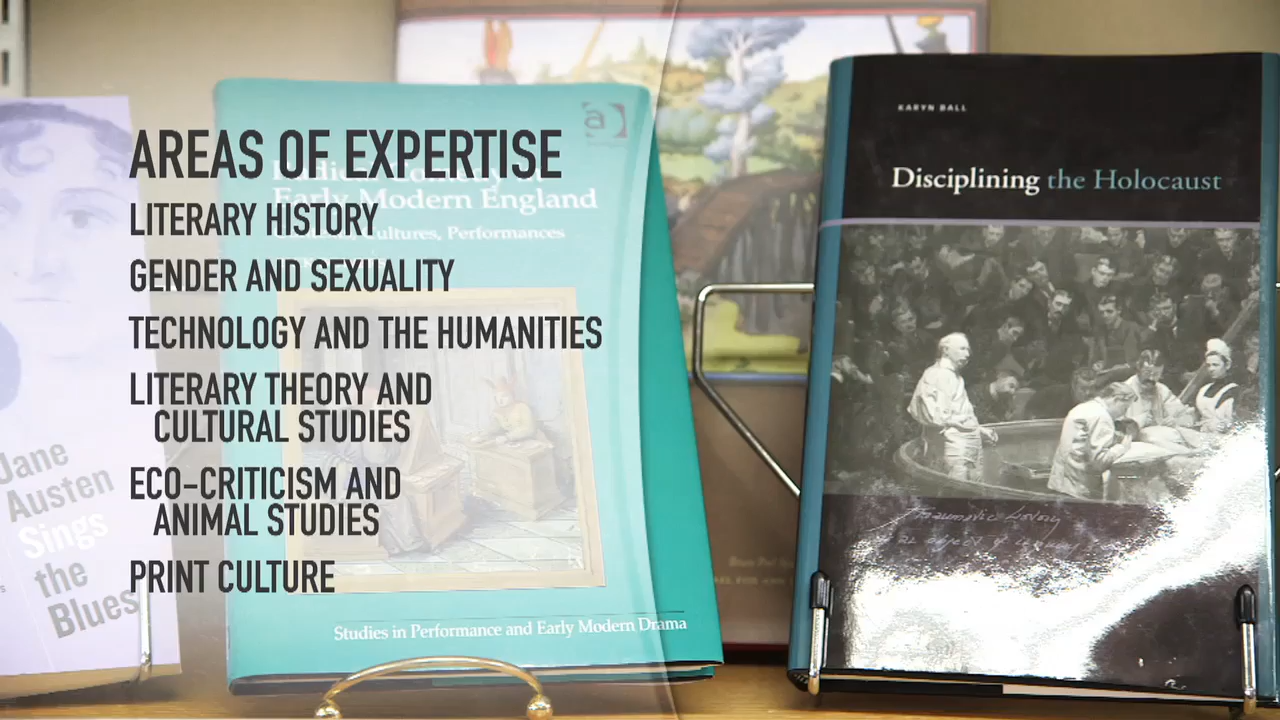 AREAS OF EXPERTISE
LITERARY HISTORY
GENDER AND SEXUALITY
TECHNOLOGY AND THE HUMANITIES
LITERARY THEORY AND
CULTURAL STUDIES
ECO-CRITICISM AND
ANIMAL STUDIES
PRINT CULTURE
Jane
Austen
Sings
the
Blues
a
Early Modern England
Cultures, Performances
Studies in Performance and Early Modern Drama
KARYN BALL
Disciplining the Holocaust
Traumatic history